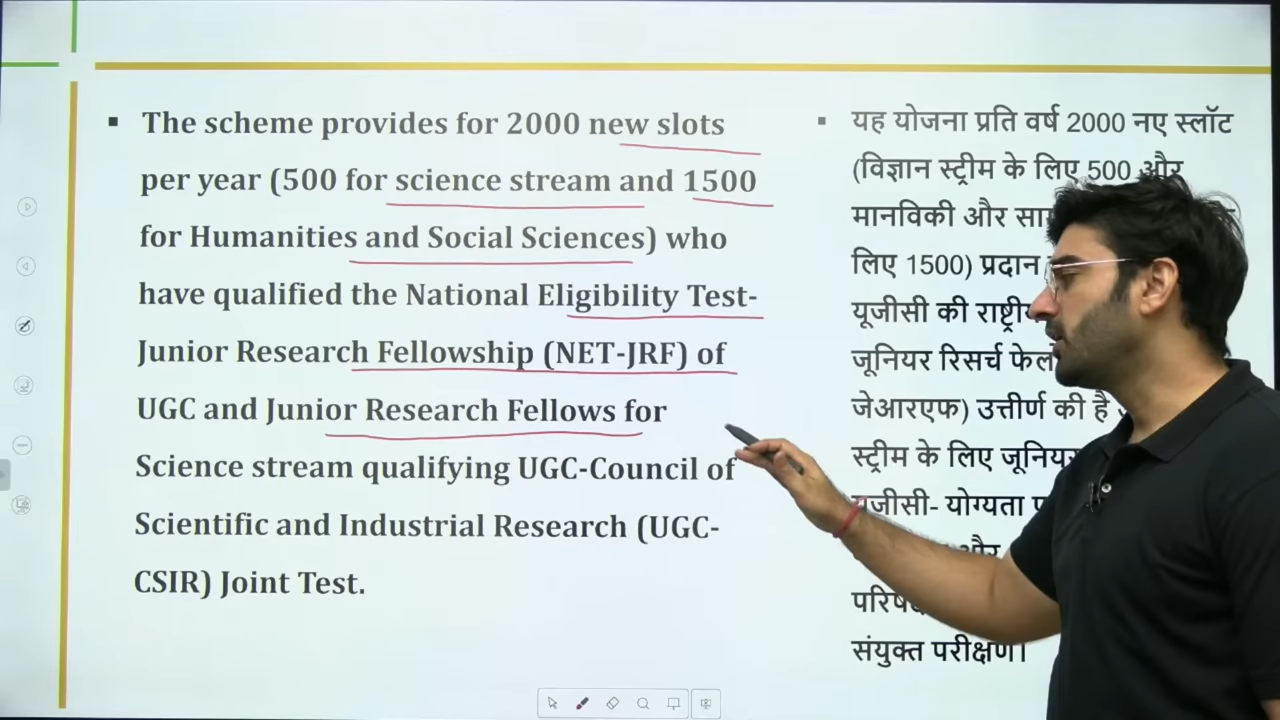 ▪ The scheme provides for 2000 new slots
per year (500 for science stream and 1500
for Humanities and Social Sciences) who
have qualified the National Eligibility Test-
Junior Research Fellowship (NET-JRF) of
UGC and Junior Research Fellows for
Science stream qualifying UGC-Council of
Scientific and Industrial Research (UGC-
CSIR) Joint Test.
▪ यह योजना प्रति वर्ष 2000 नए स्लॉट
(विज्ञान स्ट्रीम के लिए 500 और
मानविकी और
लिए 1500) प्रदान
यूजीसी की
जूनियर रिसर्च
जेआरएफ) उत्तीर्ण की है
स्ट्रीम के लिए
यूजीसी- योग्यता
और
संयुक्त परीक्षण।